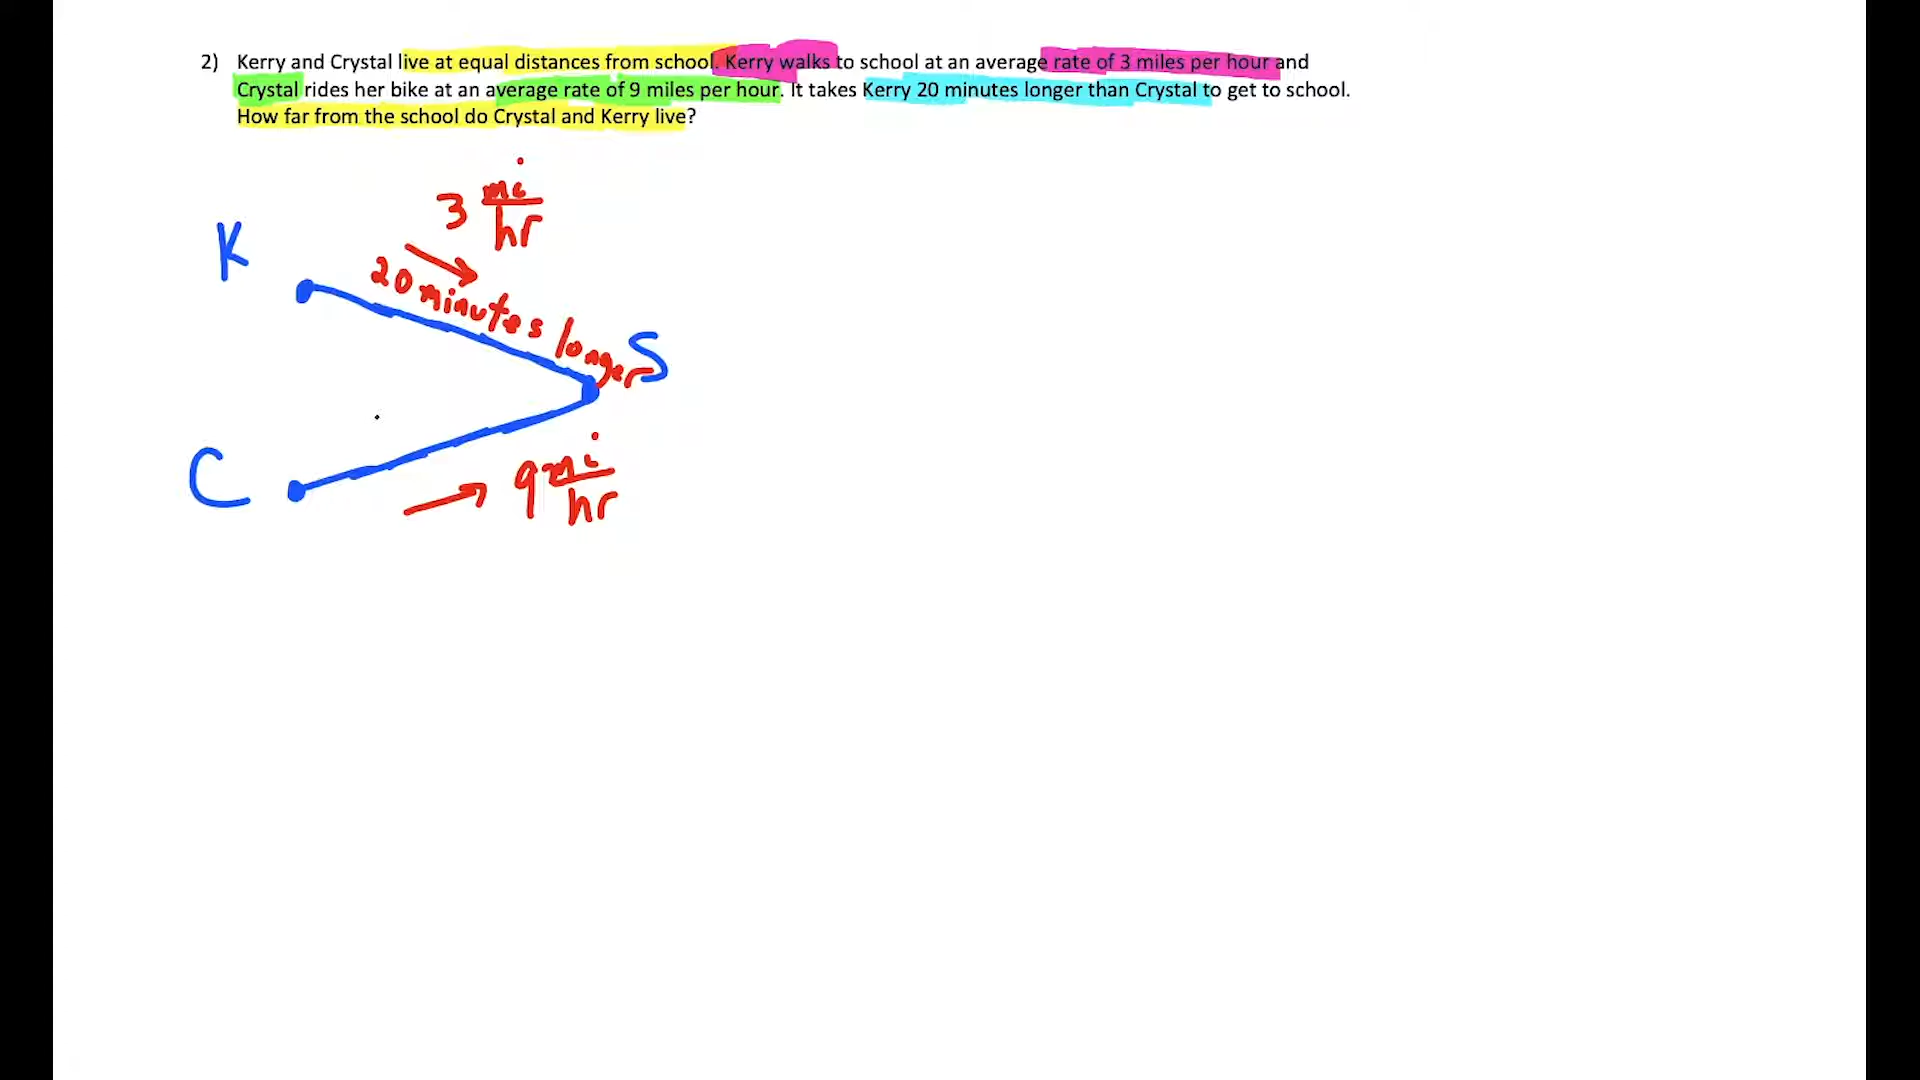 2) Kerry and Crystal live at equal distances from school. Kerry walks to school at an average rate of 3 miles per hour and
Crystal rides her bike at an average rate of 9 miles per hour. It takes Kerry 20 minutes longer than Crystal to get to school.
How far from the school do Crystal and Kerry live?
3 mi
hr
K
20 minutes longer
S
C
9 mi
hr